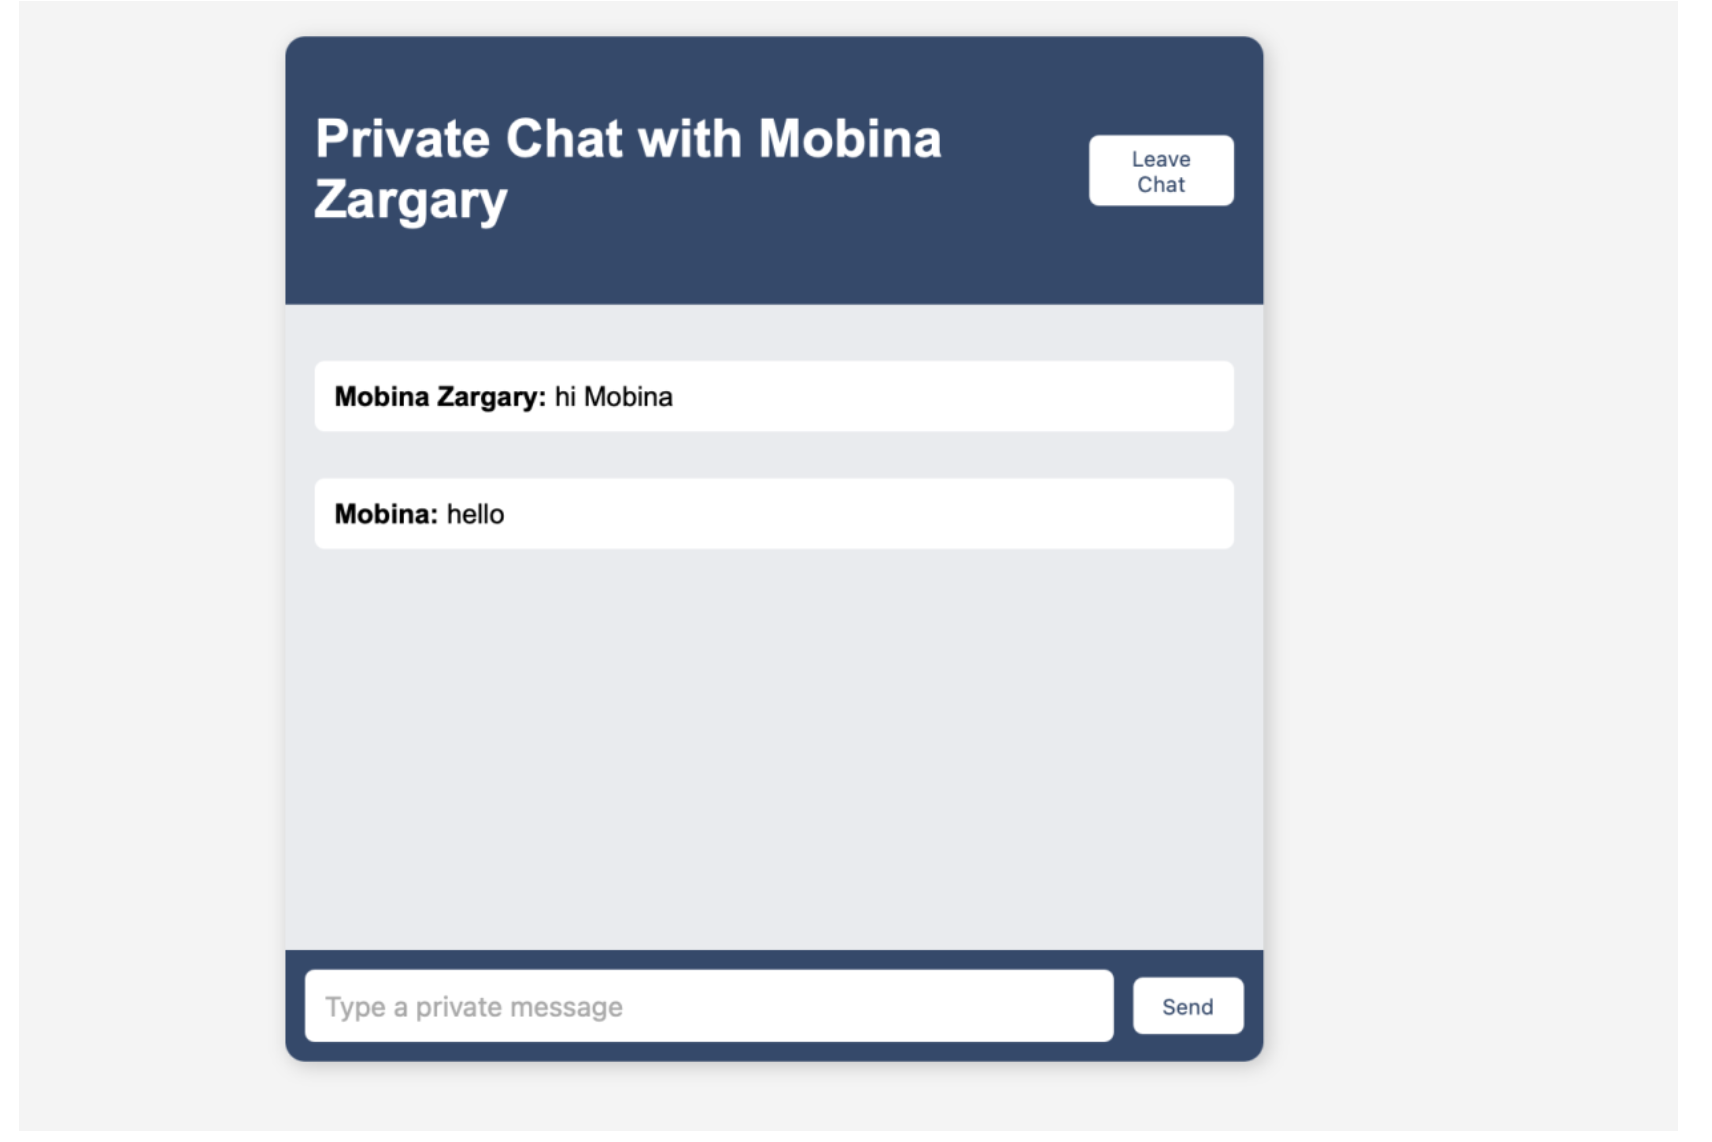 Private Chat with Mobina
Zargary
Leave
Chat
Mobina Zargary: hi Mobina
Mobina: hello
Type a private message
Send